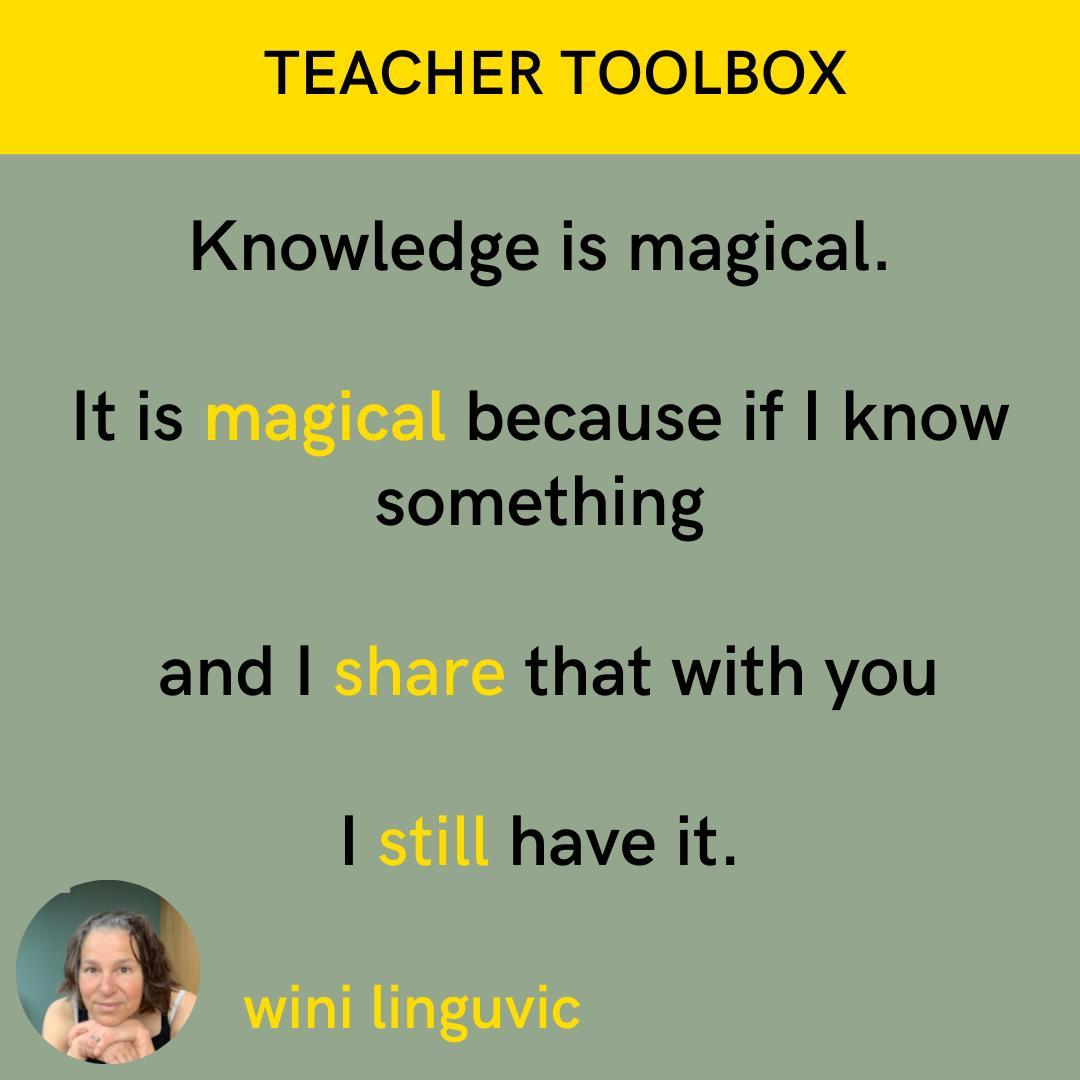 TEACHER TOOLBOX
Knowledge is magical.
It is magical because if I know
something
and I share that with you
I still have it.
wini linguvic